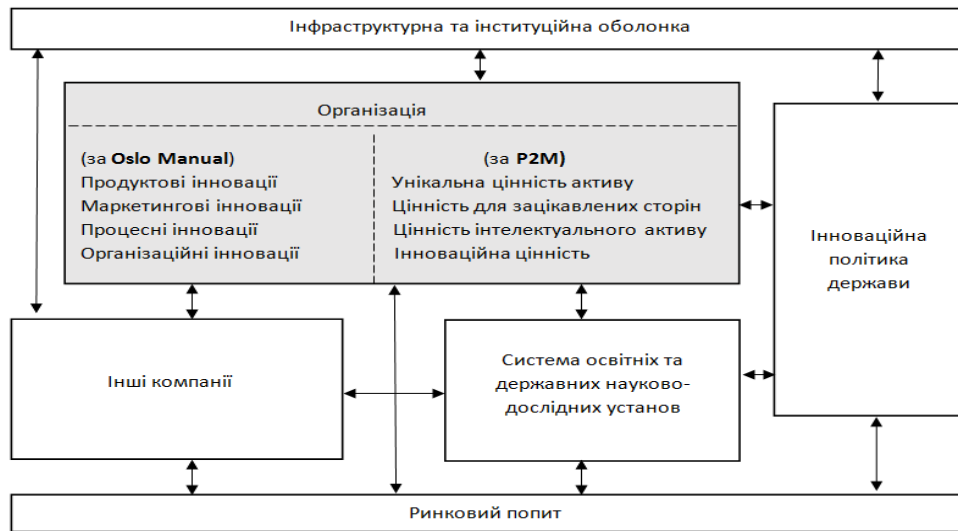 Інфраструктурна та інституційна оболонка
Організація
(за Oslo Manual)
Продуктові інновації
Маркетингові інновації
Процесні інновації
Організаційні інновації
(за P2M)
Унікальна цінність активу
Цінність для зацікавлених сторін
Цінність інтелектуального активу
Інноваційна цінність
Інноваційна
політика
держави
Інші компанії
Система освітніх та
державних науково-
дослідних установ
Ринковий попит